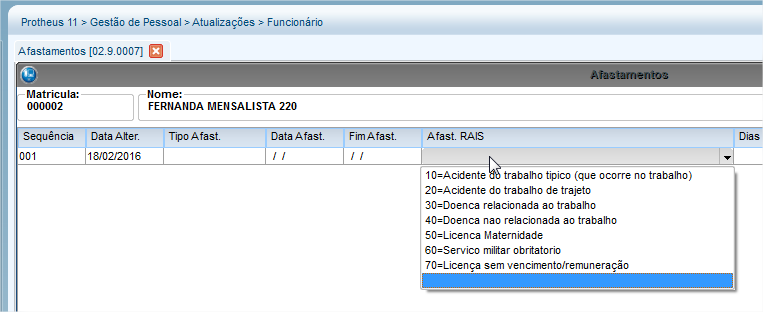 Protheus 11 > Gestão de Pessoal > Atualizações > Funcionário
Afastamentos [02.9.0007]
Afastamentos
Matricula: Nome:
000002 FERNANDA MENSALISTA 220
Sequência Data Alter. Tipo Afast. Data Afast. Fim Afast. Afast. RAIS Dias
001 18/02/2016 / / / /
10=Acidente do trabalho tipico (que ocorre no trabalho)
20=Acidente do trabalho de trajeto
30=Doenca relacionada ao trabalho
40=Doenca nao relacionada ao trabalho
50=Licenca Maternidade
60=Servico militar obritatorio
70=Licença sem vencimento/remuneração